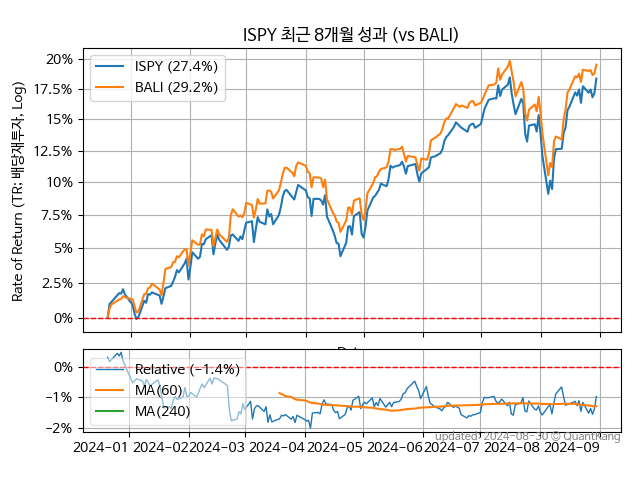 ISPY 최근 8개월 성과 (vs BALI)
Rate of Return (TR: 배당재투자, Log)
20%
17.5%
15%
12.5%
10%
7.5%
5%
2.5%
0%
ISPY (27.4%)
BALI (29.2%)
0%
−1%
−2%
Relative (−1.4%)
MA(60)
MA(240)
updated: 2024-08-30 © QuantKang
2024−01
2024−02
2024−03
2024−04
2024−05
2024−06
2024−07
2024−08
2024−09